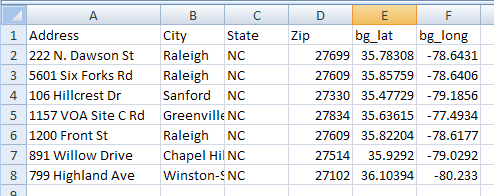 A B C D E F
1 Address City State Zip bg_lat bg_long
2 222 N. Dawson St Raleigh NC 27699 35.78308 -78.6431
3 5601 Six Forks Rd Raleigh NC 27609 35.85759 -78.6406
4 106 Hillcrest Dr Sanford NC 27330 35.47729 -79.1856
5 1157 VOA Site C Rd Greenville NC 27834 35.63615 -77.4934
6 1200 Front St Raleigh NC 27609 35.82204 -78.6177
7 891 Willow Drive Chapel Hil NC 27514 35.9292 -79.0292
8 799 Highland Ave Winston-S NC 27102 36.10394 -80.233
9